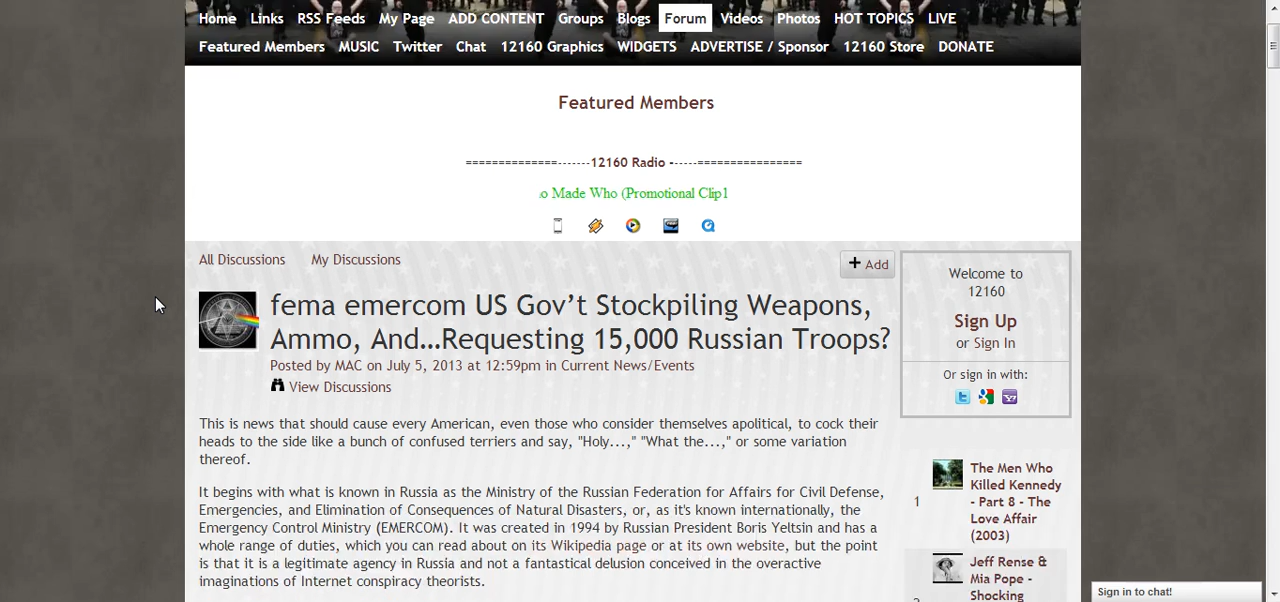 Home Links RSS Feeds My Page ADD CONTENT Groups Blogs Forum Videos Photos HOT TOPICS LIVE
Featured Members MUSIC Twitter Chat 12160 Graphics WIDGETS ADVERTISE / Sponsor 12160 Store DONATE
Featured Members
==============-------12160 Radio -----================
o Made Who (Promotional Clip1
All Discussions My Discussions
+ Add
fema emercom US Gov’t Stockpiling Weapons,
Ammo, And…Requesting 15,000 Russian Troops?
Posted by MAC on July 5, 2013 at 12:59pm in Current News/Events
View Discussions
This is news that should cause every American, even those who consider themselves apolitical, to cock their
heads to the side like a bunch of confused terriers and say, "Holy...," "What the...," or some variation
thereof.
It begins with what is known in Russia as the Ministry of the Russian Federation for Affairs for Civil Defense,
Emergencies, and Elimination of Consequences of Natural Disasters, or, as it's known internationally, the
Emergency Control Ministry (EMERCOM). It was created in 1994 by Russian President Boris Yeltsin and has a
whole range of duties, which you can read about on its Wikipedia page or at its own website, but the point
is that it is a legitimate agency in Russia and not a fantastical delusion conceived in the overactive
imaginations of Internet conspiracy theorists.
Welcome to
12160
Sign Up
or Sign In
Or sign in with:
1
The Men Who
Killed Kennedy
- Part 8 - The
Love Affair
(2003)
Jeff Rense &
Mia Pope -
Shocking
Sign in to chat!